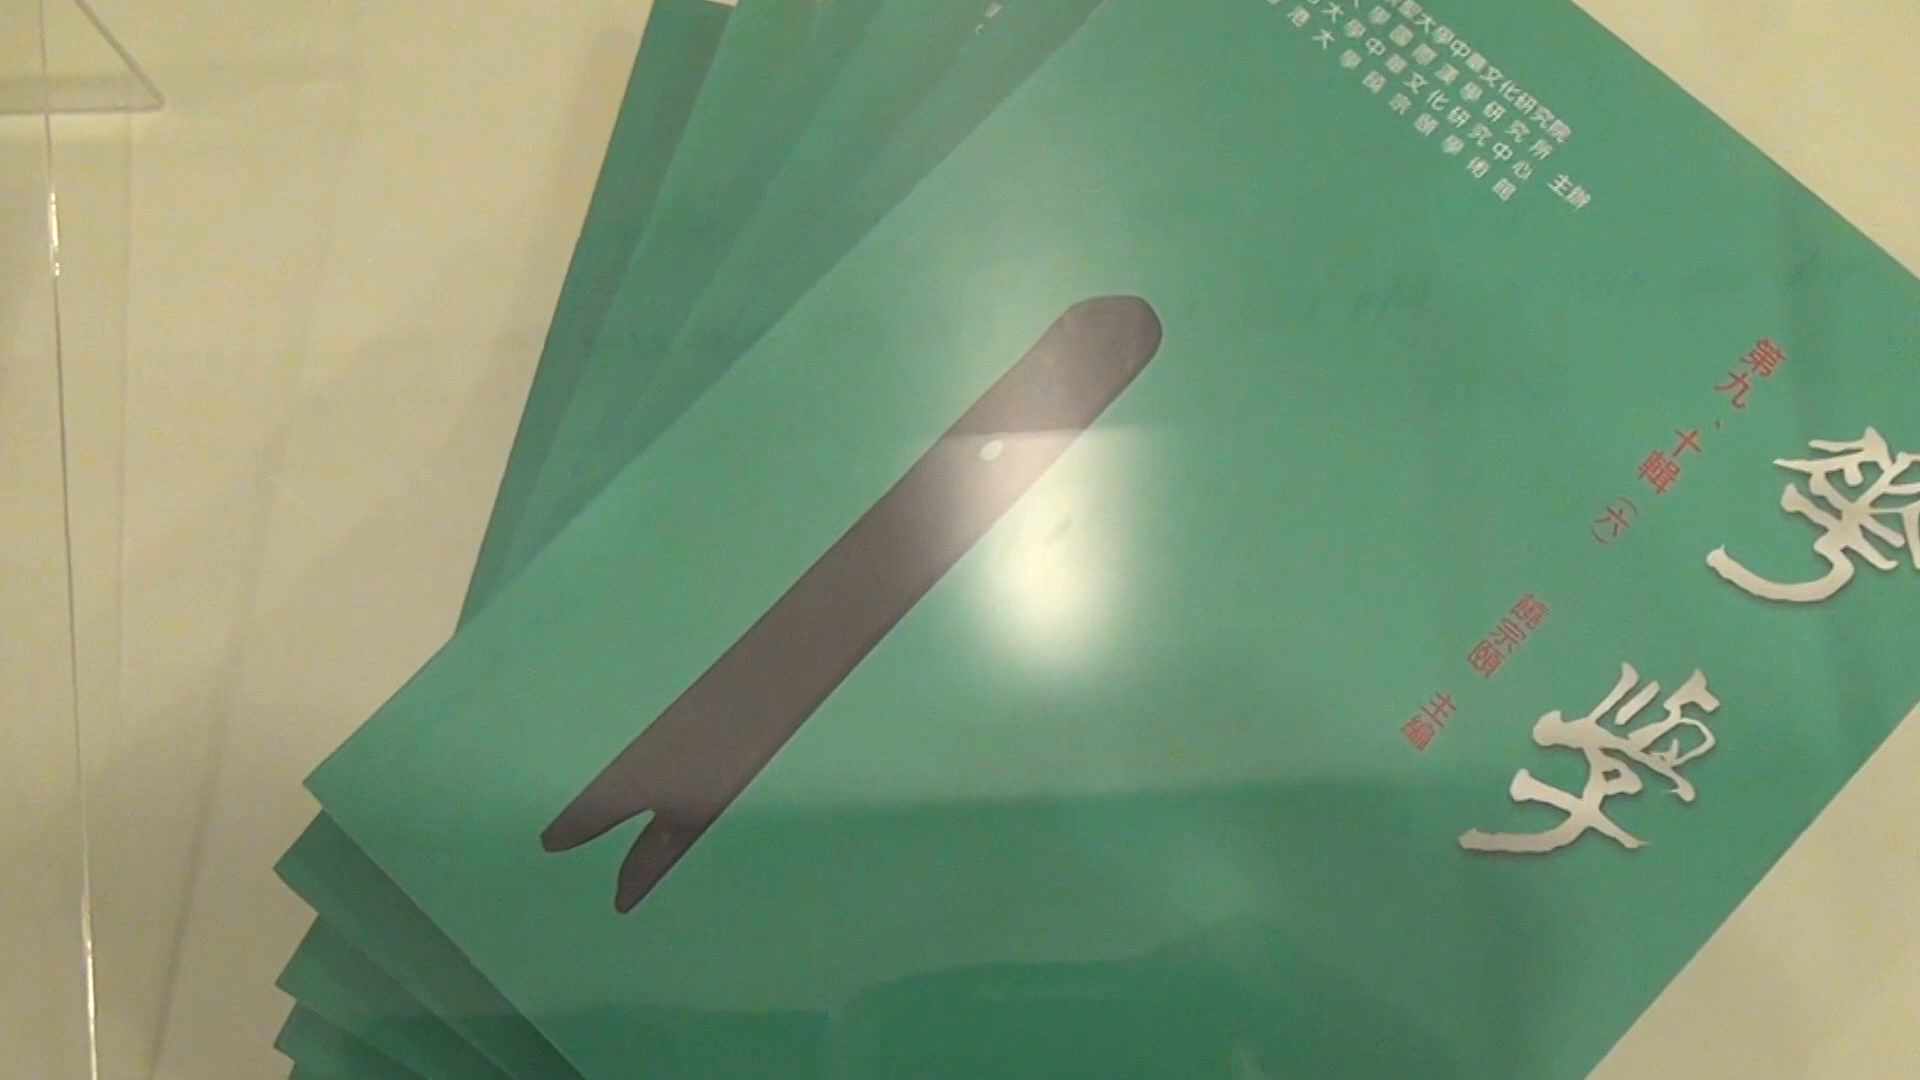 聖大學中華文化研究院
大學國際漢學研究所
大學中華文化研究中心 主辦
香港大學饒宗頤學術館
華學
第九、十輯(六)
饒宗頤 主編